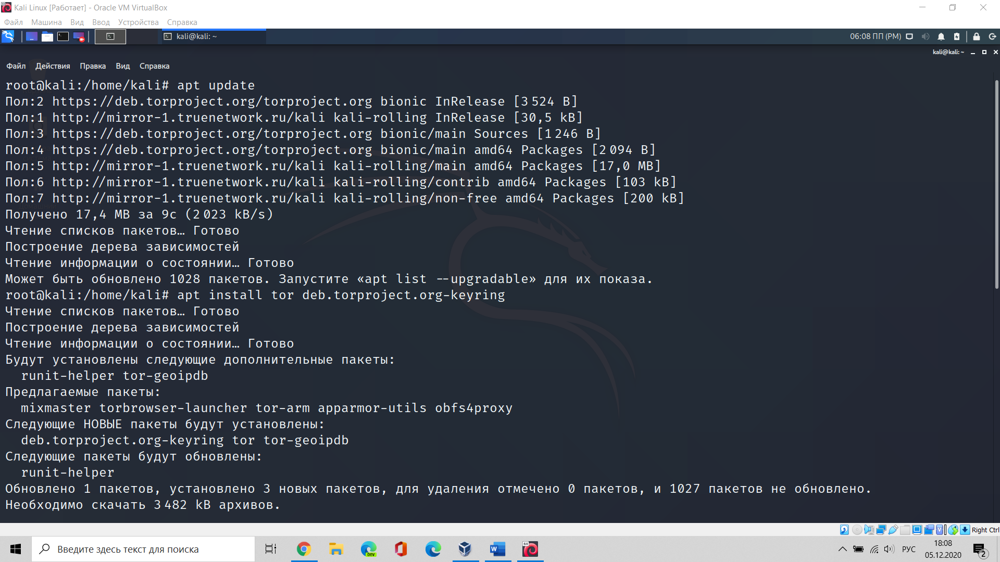 Kali Linux [Работает] - Oracle VM VirtualBox
Файл Машина Вид Ввод Устройства Справка
kali@kali: ~
06:08 ПП (PM)
kali@kali: ~
Файл Действия Правка Вид Справка
root@kali:/home/kali# apt update
Пол:2 https://deb.torproject.org/torproject.org bionic InRelease [3 524 B]
Пол:1 http://mirror-1.truenetwork.ru/kali kali-rolling InRelease [30,5 kB]
Пол:3 https://deb.torproject.org/torproject.org bionic/main Sources [1 246 B]
Пол:4 https://deb.torproject.org/torproject.org bionic/main amd64 Packages [2 094 B]
Пол:5 http://mirror-1.truenetwork.ru/kali kali-rolling/main amd64 Packages [17,0 MB]
Пол:6 http://mirror-1.truenetwork.ru/kali kali-rolling/contrib amd64 Packages [103 kB]
Пол:7 http://mirror-1.truenetwork.ru/kali kali-rolling/non-free amd64 Packages [200 kB]
Получено 17,4 MB за 9с (2 023 kB/s)
Чтение списков пакетов… Готово
Построение дерева зависимостей
Чтение информации о состоянии… Готово
Может быть обновлено 1028 пакетов. Запустите «apt list --upgradable» для их показа.
root@kali:/home/kali# apt install tor deb.torproject.org-keyring
Чтение списков пакетов… Готово
Построение дерева зависимостей
Чтение информации о состоянии… Готово
Будут установлены следующие дополнительные пакеты:
runit-helper tor-geoipdb
Предлагаемые пакеты:
mixmaster torbrowser-launcher tor-arm apparmor-utils obfs4proxy
Следующие НОВЫЕ пакеты будут установлены:
deb.torproject.org-keyring tor tor-geoipdb
Следующие пакеты будут обновлены:
runit-helper
Обновлено 1 пакетов, установлено 3 новых пакетов, для удаления отмечено 0 пакетов, и 1027 пакетов не обновлено.
Необходимо скачать 3 482 kB архивов.
Right Ctrl
Введите здесь текст для поиска
DEV
64
РУС
18:08
05.12.2020
2